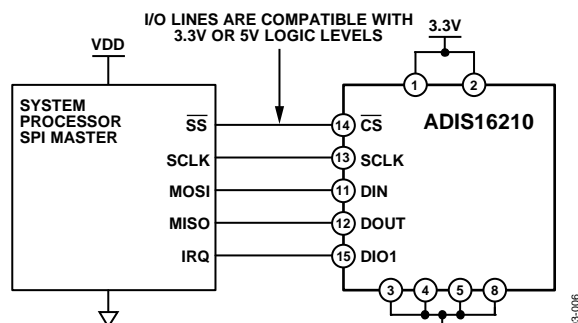 I/O LINES ARE COMPATIBLE WITH
3.3V OR 5V LOGIC LEVELS
VDD
3.3V
1
2
SYSTEM
PROCESSOR
SPI MASTER
ADIS16210
SS 14 CS
SCLK 13 SCLK
MOSI 11 DIN
MISO 12 DOUT
IRQ 15 DIO1
3 4 5 8
3-006